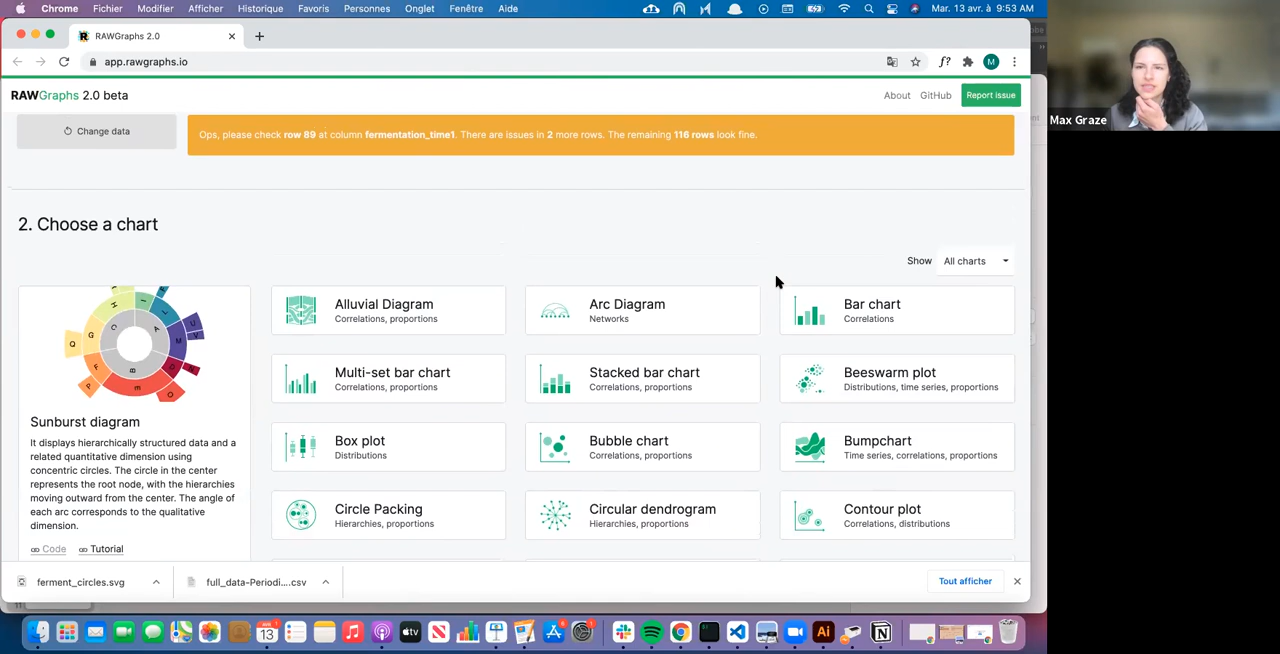 Chrome Fichier Modifier Afficher Historique Favoris Personnes Onglet Fenêtre Aide Mar. 13 avr. à 9:53 AM
RAWGraphs 2.0
app.rawgraphs.io
f?
M
RAWGraphs 2.0 beta
About GitHub Report issue
Change data
Ops, please check row 89 at column fermentation_time1. There are issues in 2 more rows. The remaining 116 rows look fine.
2. Choose a chart
Show All charts
Alluvial Diagram
Correlations, proportions
Arc Diagram
Networks
Bar chart
Correlations
Multi-set bar chart
Correlations, proportions
Stacked bar chart
Correlations, proportions
Beeswarm plot
Distributions, time series, proportions
Box plot
Distributions
Bubble chart
Correlations, proportions
Bumpchart
Time series, correlations, proportions
Circle Packing
Hierarchies, proportions
Circular dendrogram
Hierarchies, proportions
Contour plot
Correlations, distributions
Sunburst diagram
It displays hierarchically structured data and a
related quantitative dimension using
concentric circles. The circle in the center
represents the root node, with the hierarchies
moving outward from the center. The angle of
each arc corresponds to the qualitative
dimension.
Code Tutorial
ferment_circles.svg
full_data-Periodi....csv
Tout afficher
13
tv
Ai
Max Graze